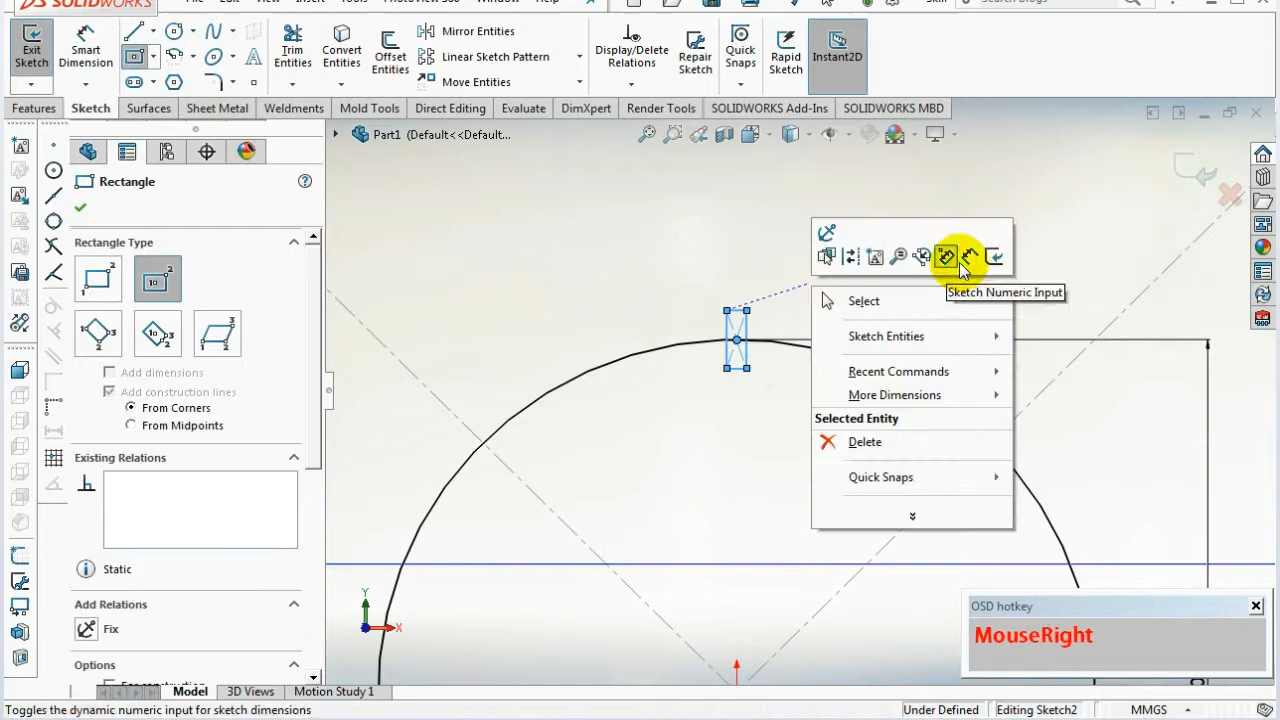 SOLIDWORKS
Exit Sketch
Smart Dimension
Trim Entities
Convert Entities
Offset Entities
Mirror Entities
Linear Sketch Pattern
Move Entities
Display/Delete Relations
Repair Sketch
Quick Snaps
Rapid Sketch
Instant2D
Features
Sketch
Surfaces
Sheet Metal
Weldments
Mold Tools
Direct Editing
Evaluate
DimXpert
Render Tools
SOLIDWORKS Add-Ins
SOLIDWORKS MBD
Part1 (Default<<Default...
Rectangle
Rectangle Type
Add dimensions
Add construction lines
From Corners
From Midpoints
Existing Relations
Static
Add Relations
Fix
Options
Sketch Numeric Input
Select
Sketch Entities
Recent Commands
More Dimensions
Selected Entity
Delete
Quick Snaps
Y
X
OSD hotkey
MouseRight
Model
3D Views
Motion Study 1
Toggles the dynamic numeric input for sketch dimensions
Under Defined
Editing Sketch2
MMGS